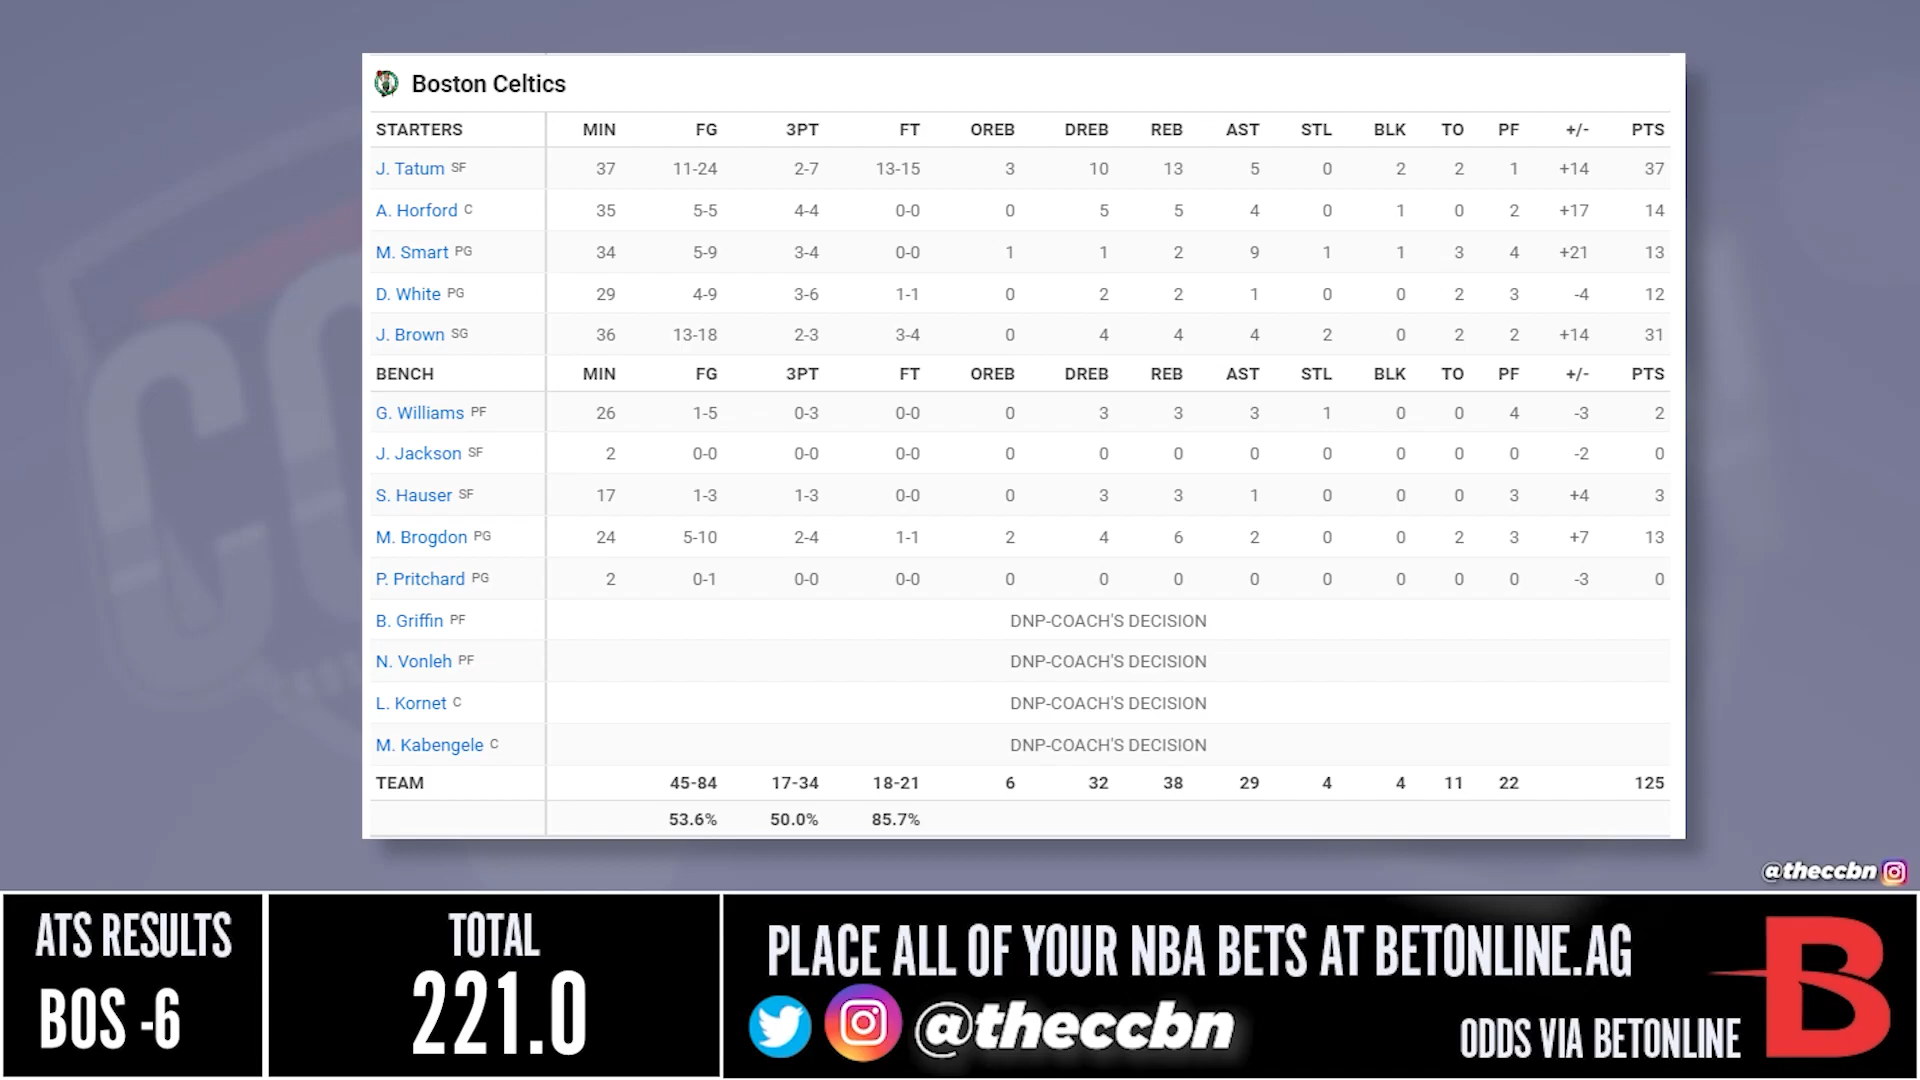 Boston Celtics
STARTERS MIN FG 3PT FT OREB DREB REB AST STL BLK TO PF +/- PTS
J. Tatum SF 37 11-24 2-7 13-15 3 10 13 5 0 2 2 1 +14 37
A. Horford C 35 5-5 4-4 0-0 0 5 5 4 0 1 0 2 +17 14
M. Smart PG 34 5-9 3-4 0-0 1 1 2 9 1 1 3 4 +21 13
D. White PG 29 4-9 3-6 1-1 0 2 2 1 0 0 2 3 -4 12
J. Brown SG 36 13-18 2-3 3-4 0 4 4 4 2 0 2 2 +14 31
BENCH MIN FG 3PT FT OREB DREB REB AST STL BLK TO PF +/- PTS
G. Williams PF 26 1-5 0-3 0-0 0 3 3 3 1 0 0 4 -3 2
J. Jackson SF 2 0-0 0-0 0-0 0 0 0 0 0 0 0 0 -2 0
S. Hauser SF 17 1-3 1-3 0-0 0 3 3 1 0 0 0 3 +4 3
M. Brogdon PG 24 5-10 2-4 1-1 2 4 6 2 0 0 2 3 +7 13
P. Pritchard PG 2 0-1 0-0 0-0 0 0 0 0 0 0 0 0 -3 0
B. Griffin PF DNP-COACH'S DECISION
N. Vonleh PF DNP-COACH'S DECISION
L. Kornet C DNP-COACH'S DECISION
M. Kabengele C DNP-COACH'S DECISION
TEAM 45-84 17-34 18-21 6 32 38 29 4 4 11 22 125
53.6% 50.0% 85.7%
@theccbn
ATS RESULTS
BOS -6
TOTAL
221.0
PLACE ALL OF YOUR NBA BETS AT BETONLINE.AG
@theccbn
ODDS VIA BETONLINE
B